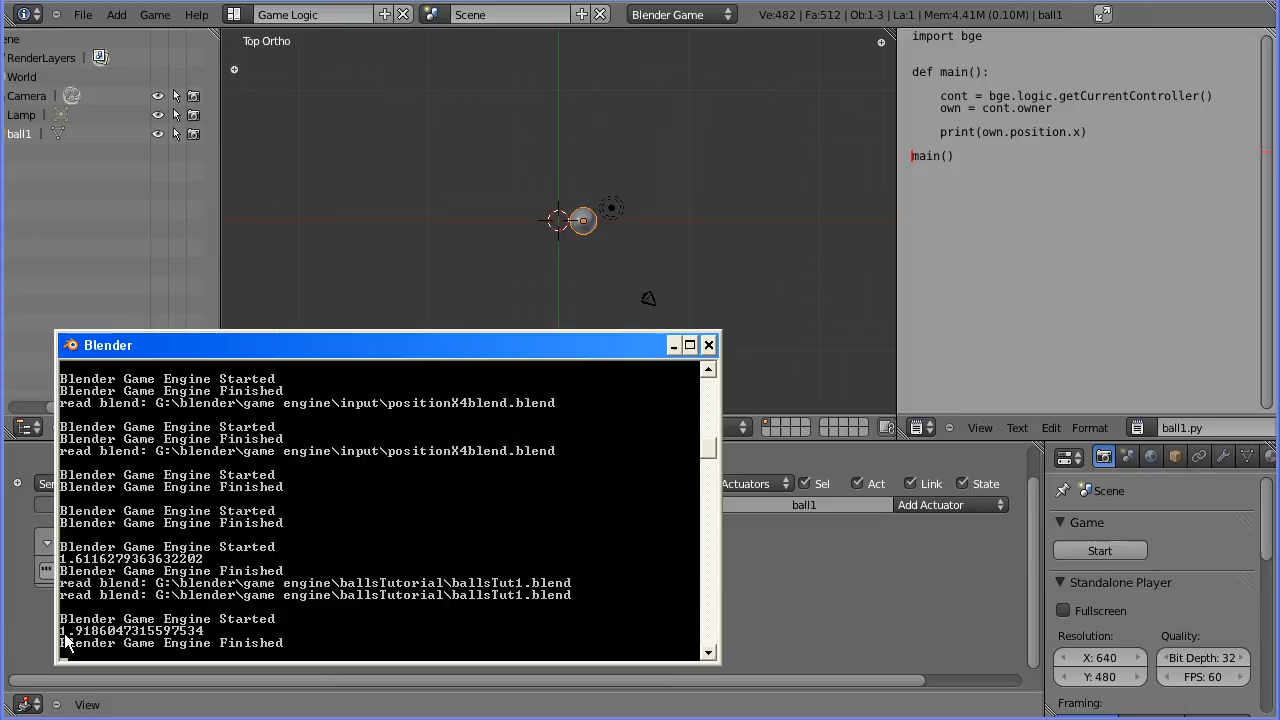 File Add Game Help Game Logic Scene Blender Game Ve:482 | Fa:512 | Ob:1-3 | La:1 | Mem:4.41M (0.10M) | ball1
ene
RenderLayers |
World
Camera |
Lamp |
ball1 |
Top Ortho
import bge
def main():
cont = bge.logic.getCurrentController()
own = cont.owner
print(own.position.x)
main()
View Text Edit Format ball1.py
Blender
Blender Game Engine Started
Blender Game Engine Finished
read blend: G:\blender\game engine\input\positionX4blend.blend
Blender Game Engine Started
Blender Game Engine Finished
read blend: G:\blender\game engine\input\positionX4blend.blend
Blender Game Engine Started
Blender Game Engine Finished
Blender Game Engine Started
Blender Game Engine Finished
Blender Game Engine Started
1.6116279363632202
Blender Game Engine Finished
read blend: G:\blender\game engine\ballsTutorial\ballsTut1.blend
read blend: G:\blender\game engine\ballsTutorial\ballsTut1.blend
Blender Game Engine Started
1.9186047315597534
Blender Game Engine Finished
Sen
Actuators Sel Act Link State
ball1 Add Actuator
Scene
Game
Start
Standalone Player
Fullscreen
Resolution: Quality:
X: 640 Bit Depth: 32
Y: 480 FPS: 60
Framing:
View